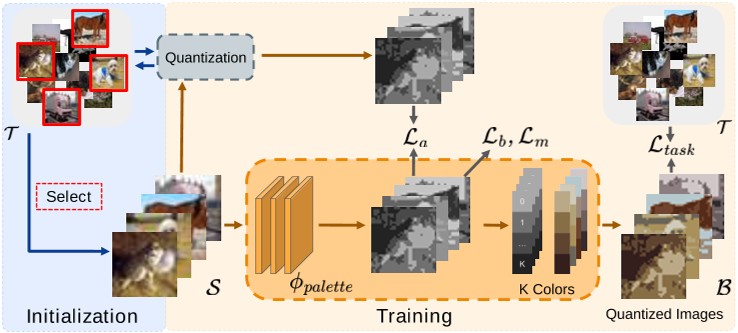 Quantization
𝒯
ℒa
ℒb, ℒm
𝒯
ℒtask
Select
0
1
...
K
𝒮
ϕpalette
K Colors
ℬ
Initialization
Training
Quantized Images